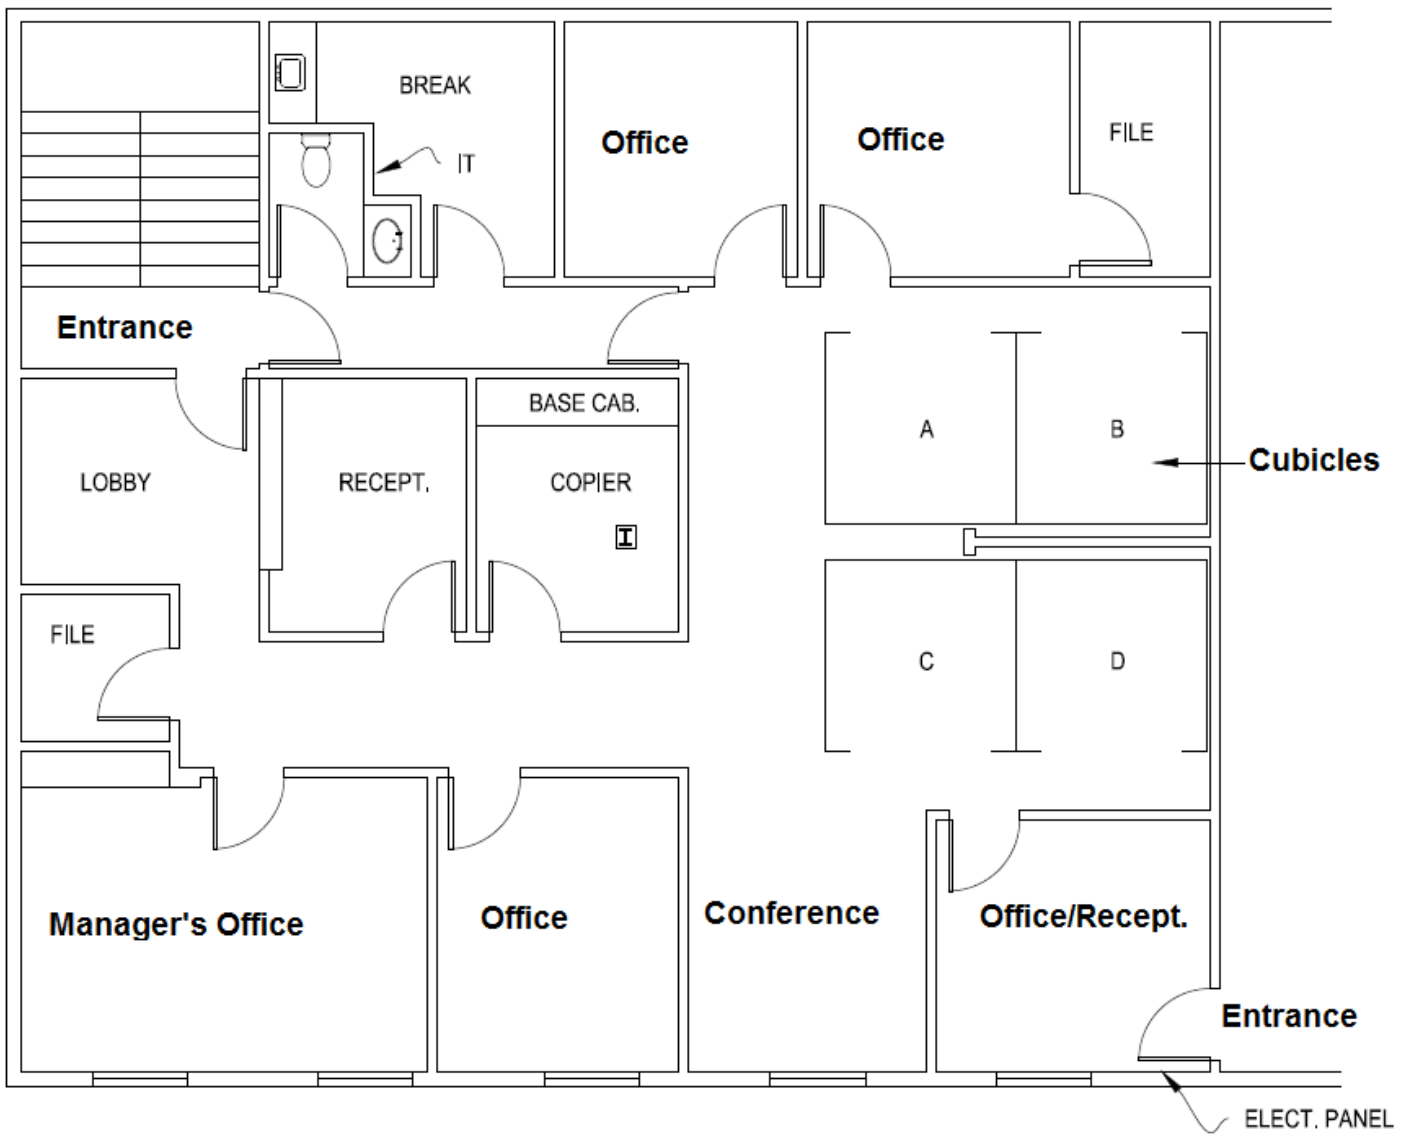 BREAK
Office
Office
FILE
IT
Entrance
BASE CAB.
A
B
Cubicles
LOBBY
RECEPT.
COPIER
I
FILE
C
D
Manager's Office
Office
Conference
Office/Recept.
Entrance
ELECT. PANEL